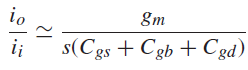 i_o / i_i ≃ g_m / s(C_gs + C_gb + C_gd)